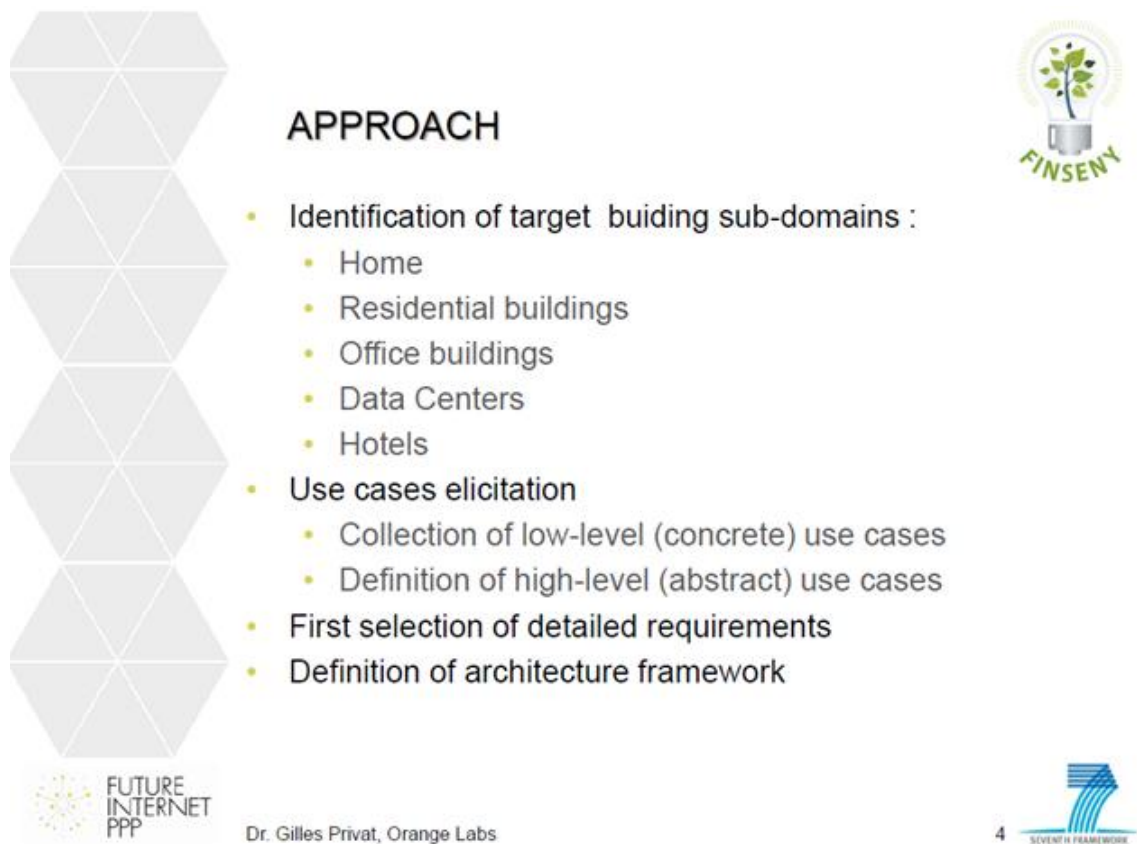 FINSENY
APPROACH
• Identification of target buiding sub-domains :
• Home
• Residential buildings
• Office buildings
• Data Centers
• Hotels
• Use cases elicitation
• Collection of low-level (concrete) use cases
• Definition of high-level (abstract) use cases
• First selection of detailed requirements
• Definition of architecture framework
FUTURE
INTERNET
PPP
Dr. Gilles Privat, Orange Labs
4
SEVENTH FRAMEWORK